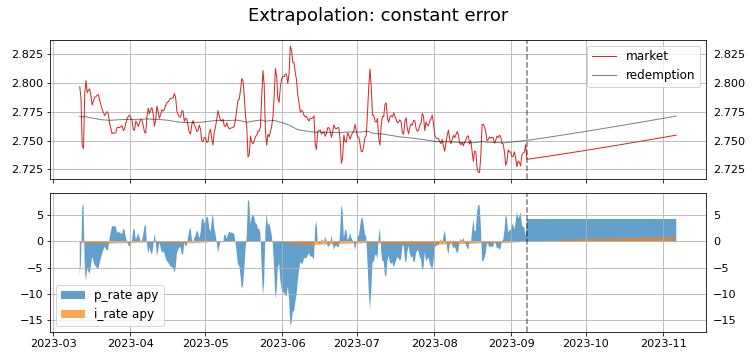 Extrapolation: constant error
2.825 2.825
market
redemption
2.800 2.800
2.775 2.775
2.750 2.750
2.725 2.725
5 5
0 0
−5 −5
−10 −10
−15 −15
p_rate apy
i_rate apy
2023-03 2023-04 2023-05 2023-06 2023-07 2023-08 2023-09 2023-10 2023-11